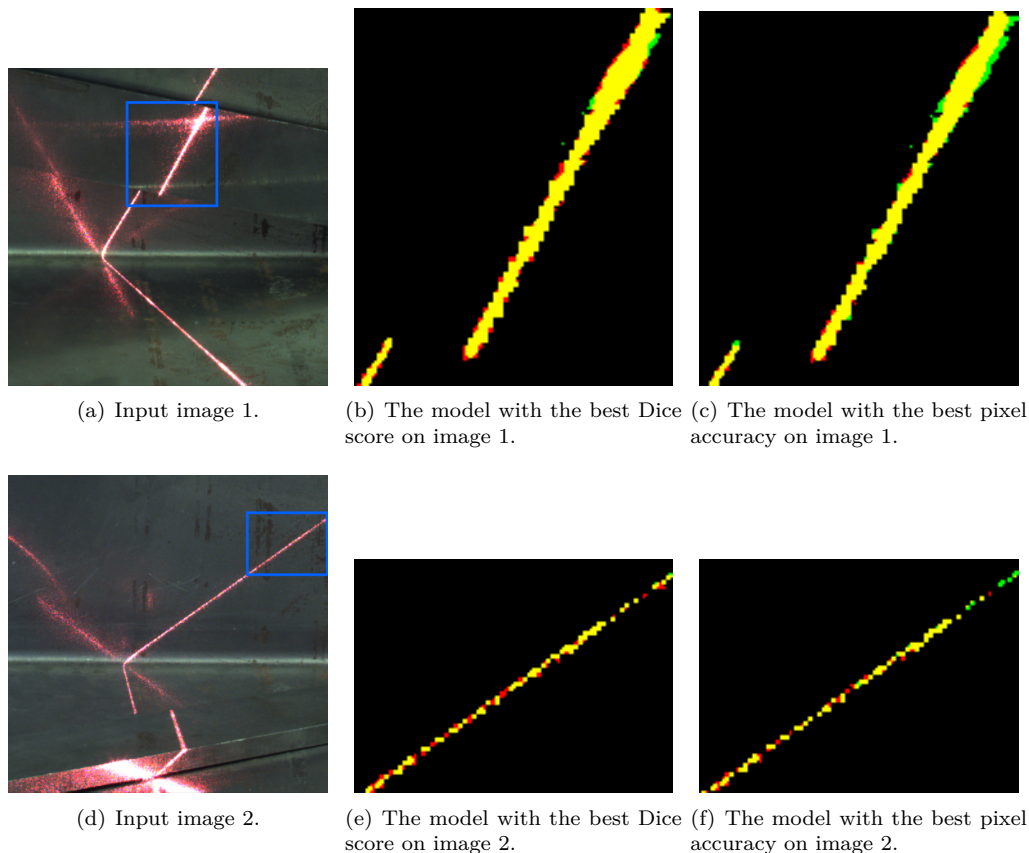 (a) Input image 1.
(b) The model with the best Dice
score on image 1.
(c) The model with the best pixel
accuracy on image 1.
(d) Input image 2.
(e) The model with the best Dice
score on image 2.
(f) The model with the best pixel
accuracy on image 2.